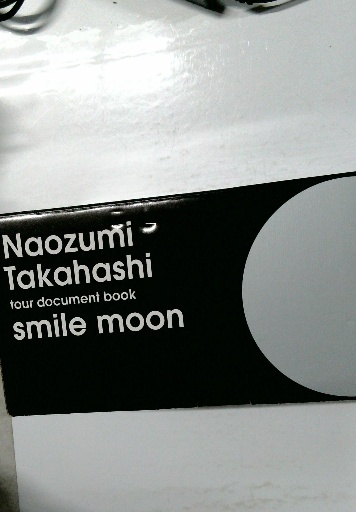 Naozumi
Takahashi
tour document book
smile moon